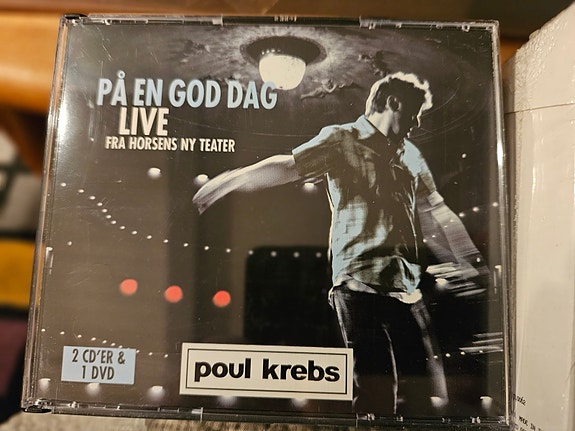 PÅ EN GOD DAG
LIVE
FRA HORSENS NY TEATER
2 CD'ER &
1 DVD
poul krebs